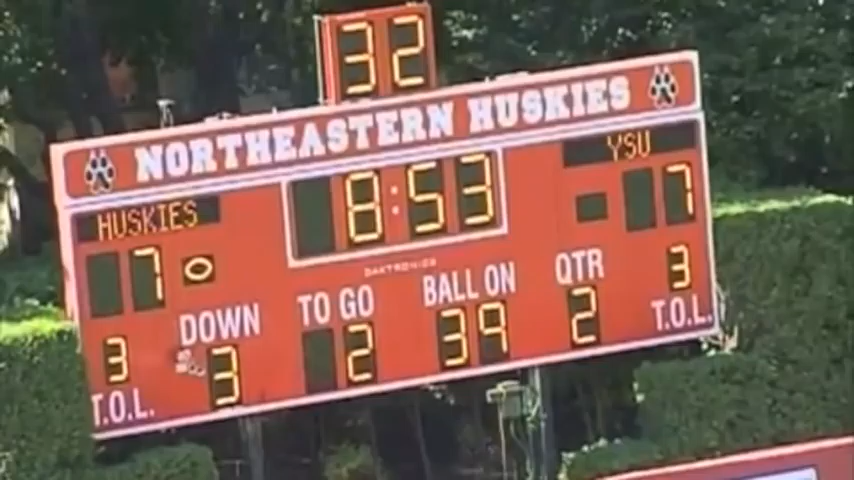 32
NORTHEASTERN HUSKIES
HUSKIES 8:53 YSU
7 7
DAKTRONICS
DOWN TO GO BALL ON QTR 3
3 3 2 39 2 T.O.L.
T.O.L.